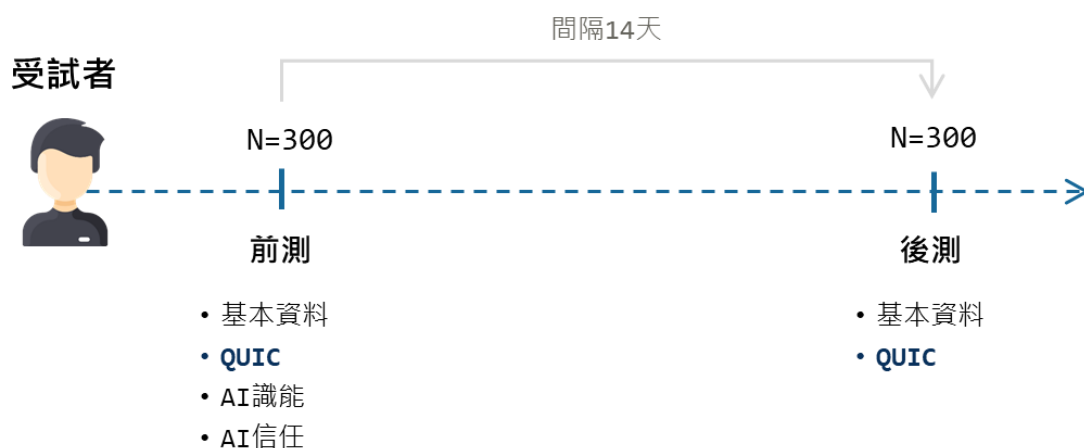 間隔14天
受試者
N=300
N=300
前測
後測
• 基本資料
• QUIC
• AI識能
• AI信任
• 基本資料
• QUIC